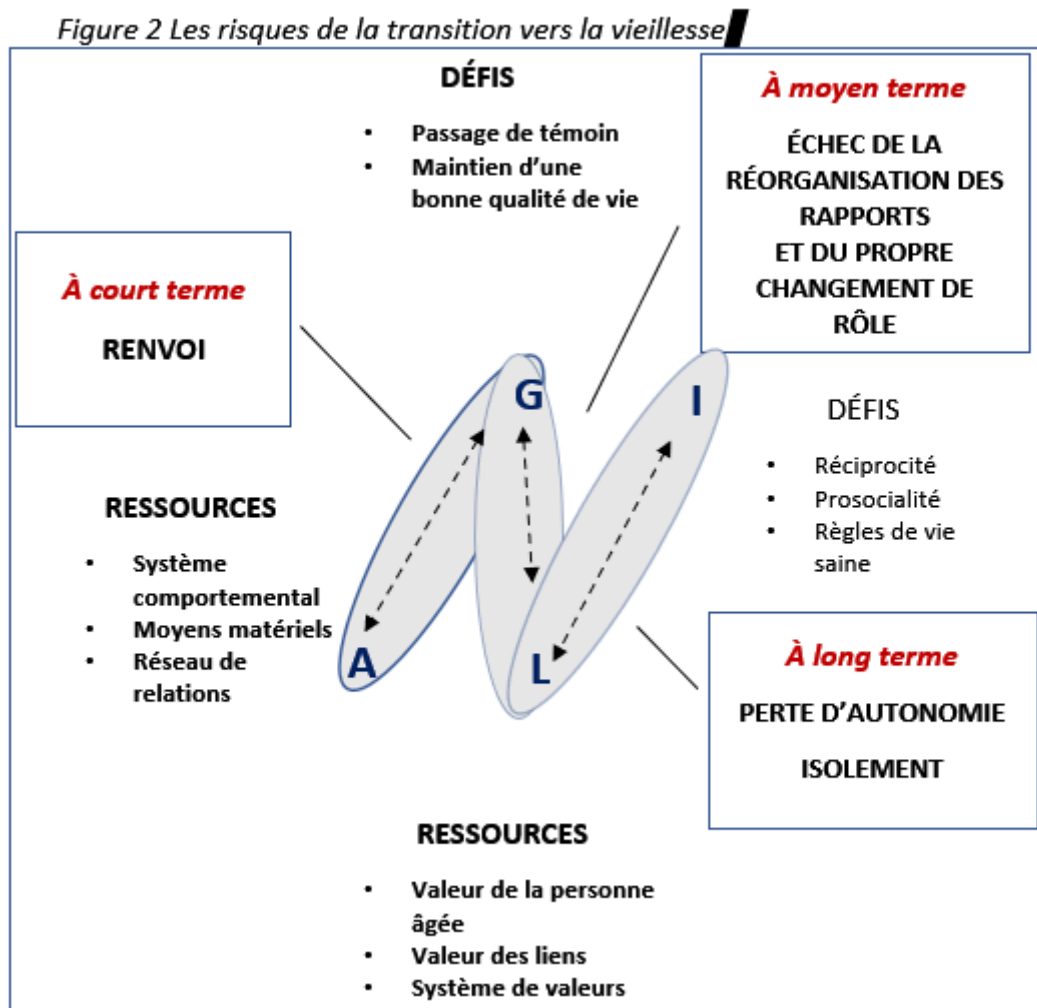 Figure 2 Les risques de la transition vers la vieillesse
DÉFIS
• Passage de témoin
• Maintien d'une
bonne qualité de vie
À moyen terme
ÉCHEC DE LA
RÉORGANISATION DES
RAPPORTS
ET DU PROPRE
CHANGEMENT DE
RÔLE
À court terme
RENVOI
G
I
A
L
DÉFIS
• Réciprocité
• Prosocialité
• Règles de vie
saine
RESSOURCES
• Système
comportemental
• Moyens matériels
• Réseau de
relations
À long terme
PERTE D'AUTONOMIE
ISOLEMENT
RESSOURCES
• Valeur de la personne
âgée
• Valeur des liens
• Système de valeurs